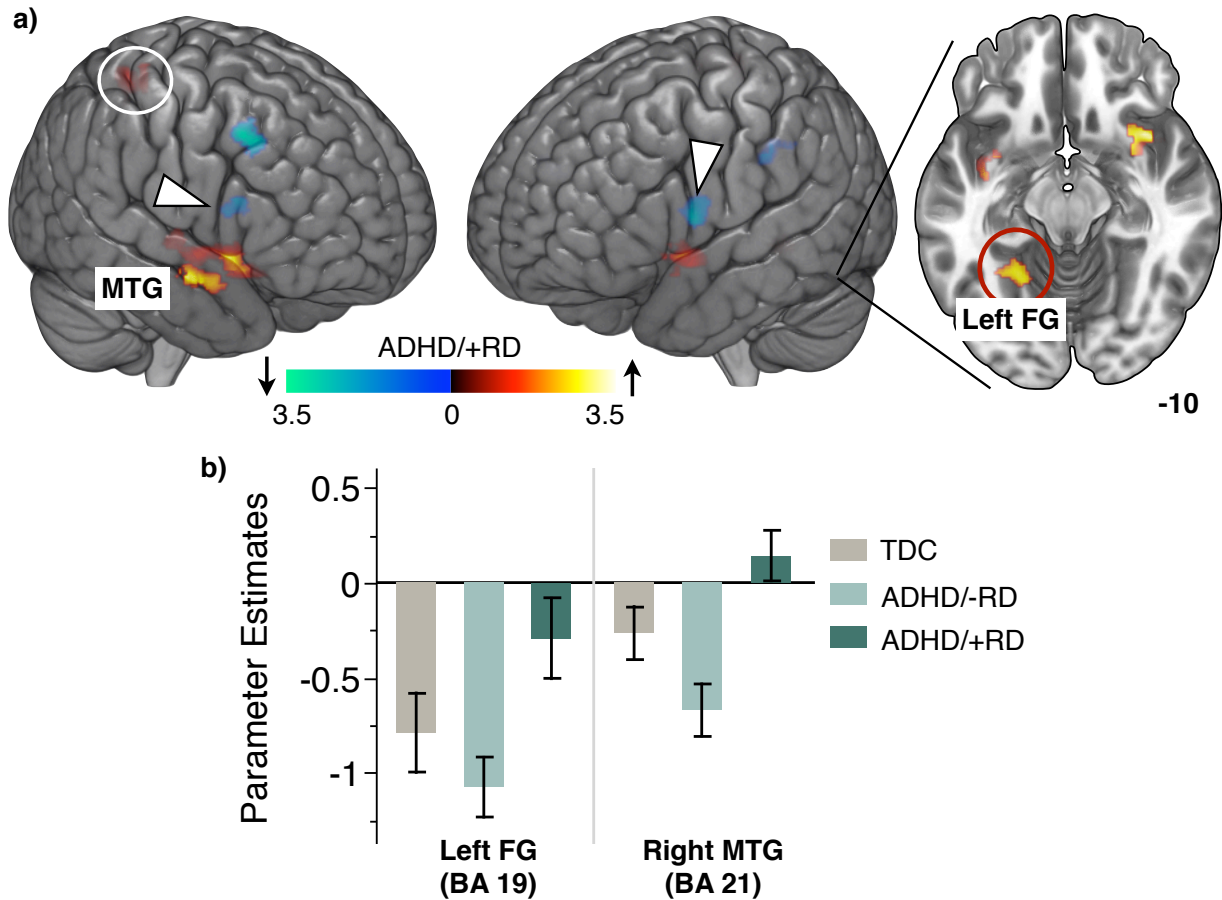 a)
MTG
Left FG
-10
ADHD/+RD
3.5 0 3.5
b)
Parameter Estimates
0.5
0
-0.5
-1
TDC
ADHD/-RD
ADHD/+RD
Left FG
(BA 19)
Right MTG
(BA 21)